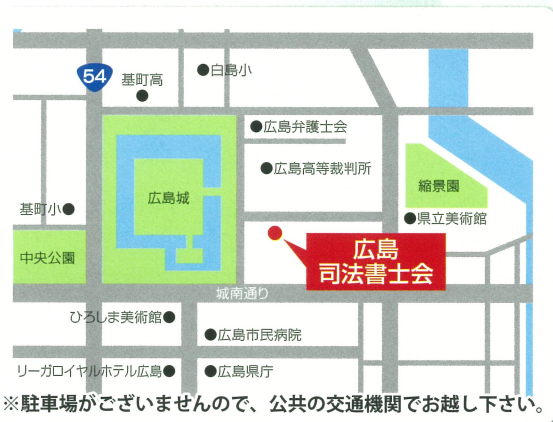 54
基町高
白島小
広島弁護士会
広島高等裁判所
広島城
縮景園
基町小
県立美術館
中央公園
広島
司法書士会
城南通り
ひろしま美術館
広島市民病院
リーガロイヤルホテル広島
広島県庁
※駐車場がございませんので、公共の交通機関でお越し下さい。